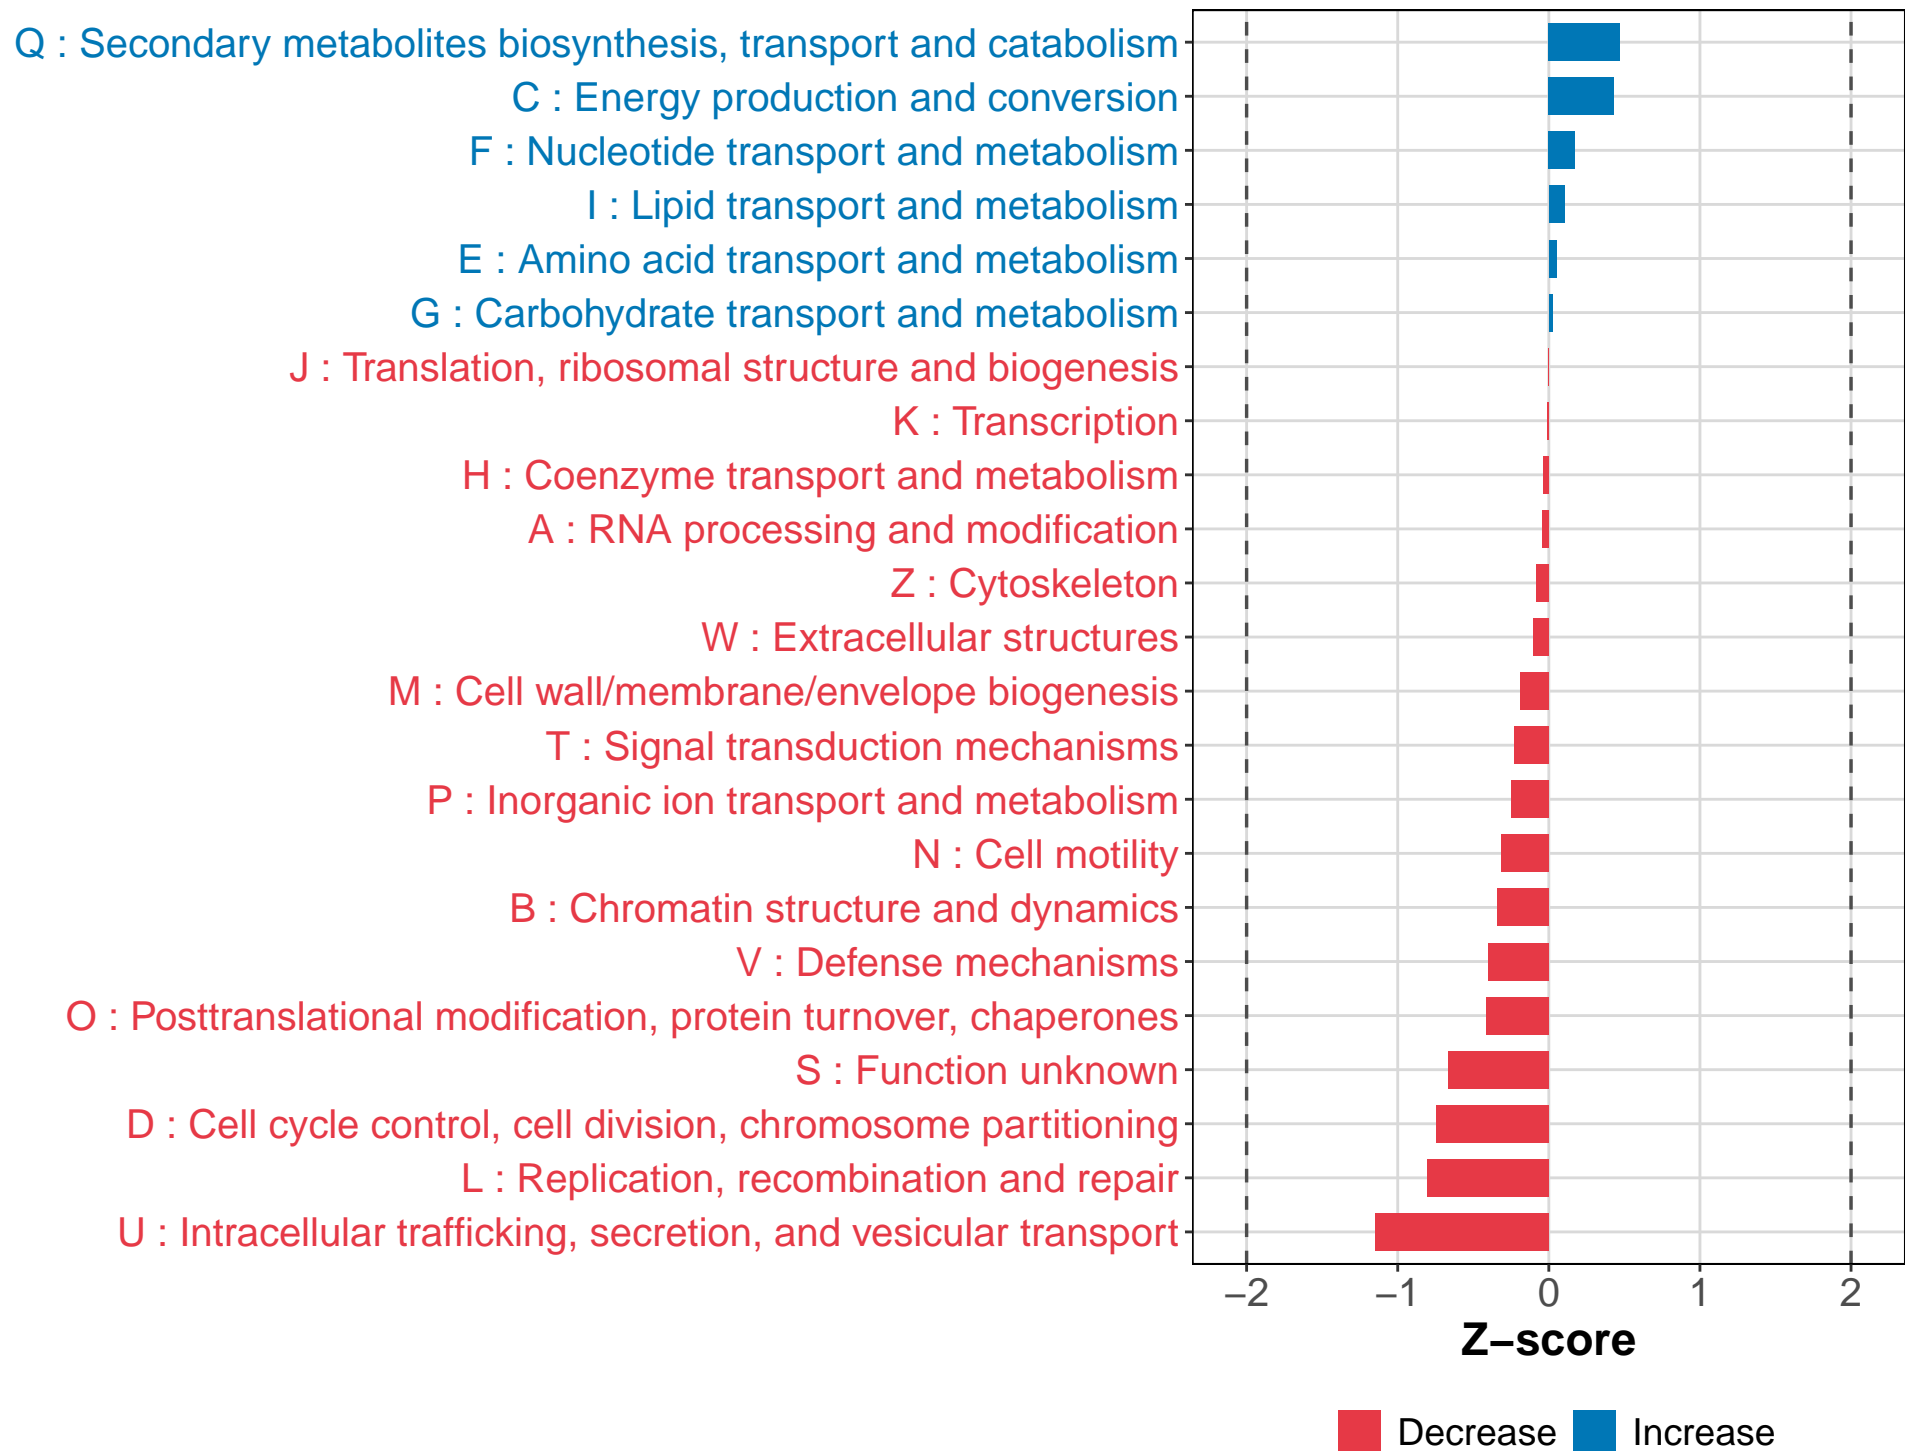 Q : Secondary metabolites biosynthesis, transport and catabolism
C : Energy production and conversion
F : Nucleotide transport and metabolism
I : Lipid transport and metabolism
E : Amino acid transport and metabolism
G : Carbohydrate transport and metabolism
J : Translation, ribosomal structure and biogenesis
K : Transcription
H : Coenzyme transport and metabolism
A : RNA processing and modification
Z : Cytoskeleton
W : Extracellular structures
M : Cell wall/membrane/envelope biogenesis
T : Signal transduction mechanisms
P : Inorganic ion transport and metabolism
N : Cell motility
B : Chromatin structure and dynamics
V : Defense mechanisms
O : Posttranslational modification, protein turnover, chaperones
S : Function unknown
D : Cell cycle control, cell division, chromosome partitioning
L : Replication, recombination and repair
U : Intracellular trafficking, secretion, and vesicular transport
−2 −1 0 1 2
Z−score
Decrease Increase